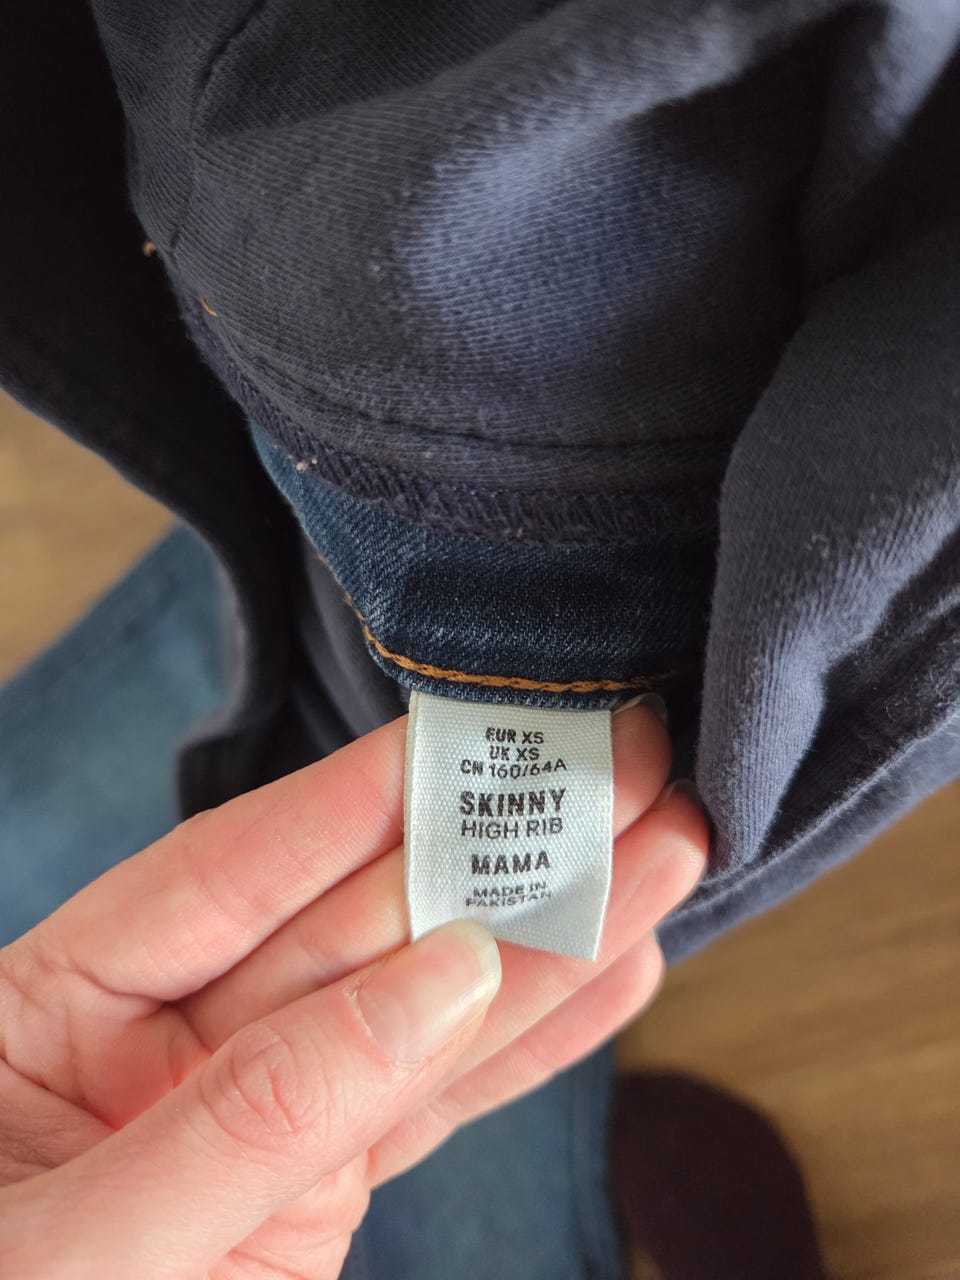 EUR XS
UK XS
CN 160/64A
SKINNY
HIGH RIB
MAMA
MADE IN
PAKISTAN